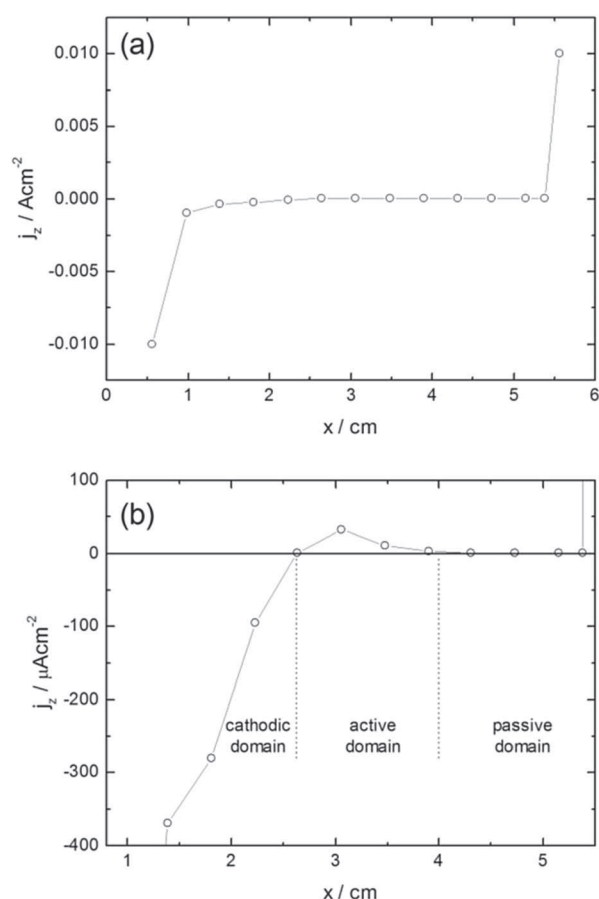 (a)
0.010
0.005
0.000
-0.005
-0.010
j_z / Acm^-2
0 1 2 3 4 5 6
x / cm
(b)
100
0
-100
-200
-300
-400
j_z / μAcm^-2
cathodic domain
active domain
passive domain
1 2 3 4 5
x / cm